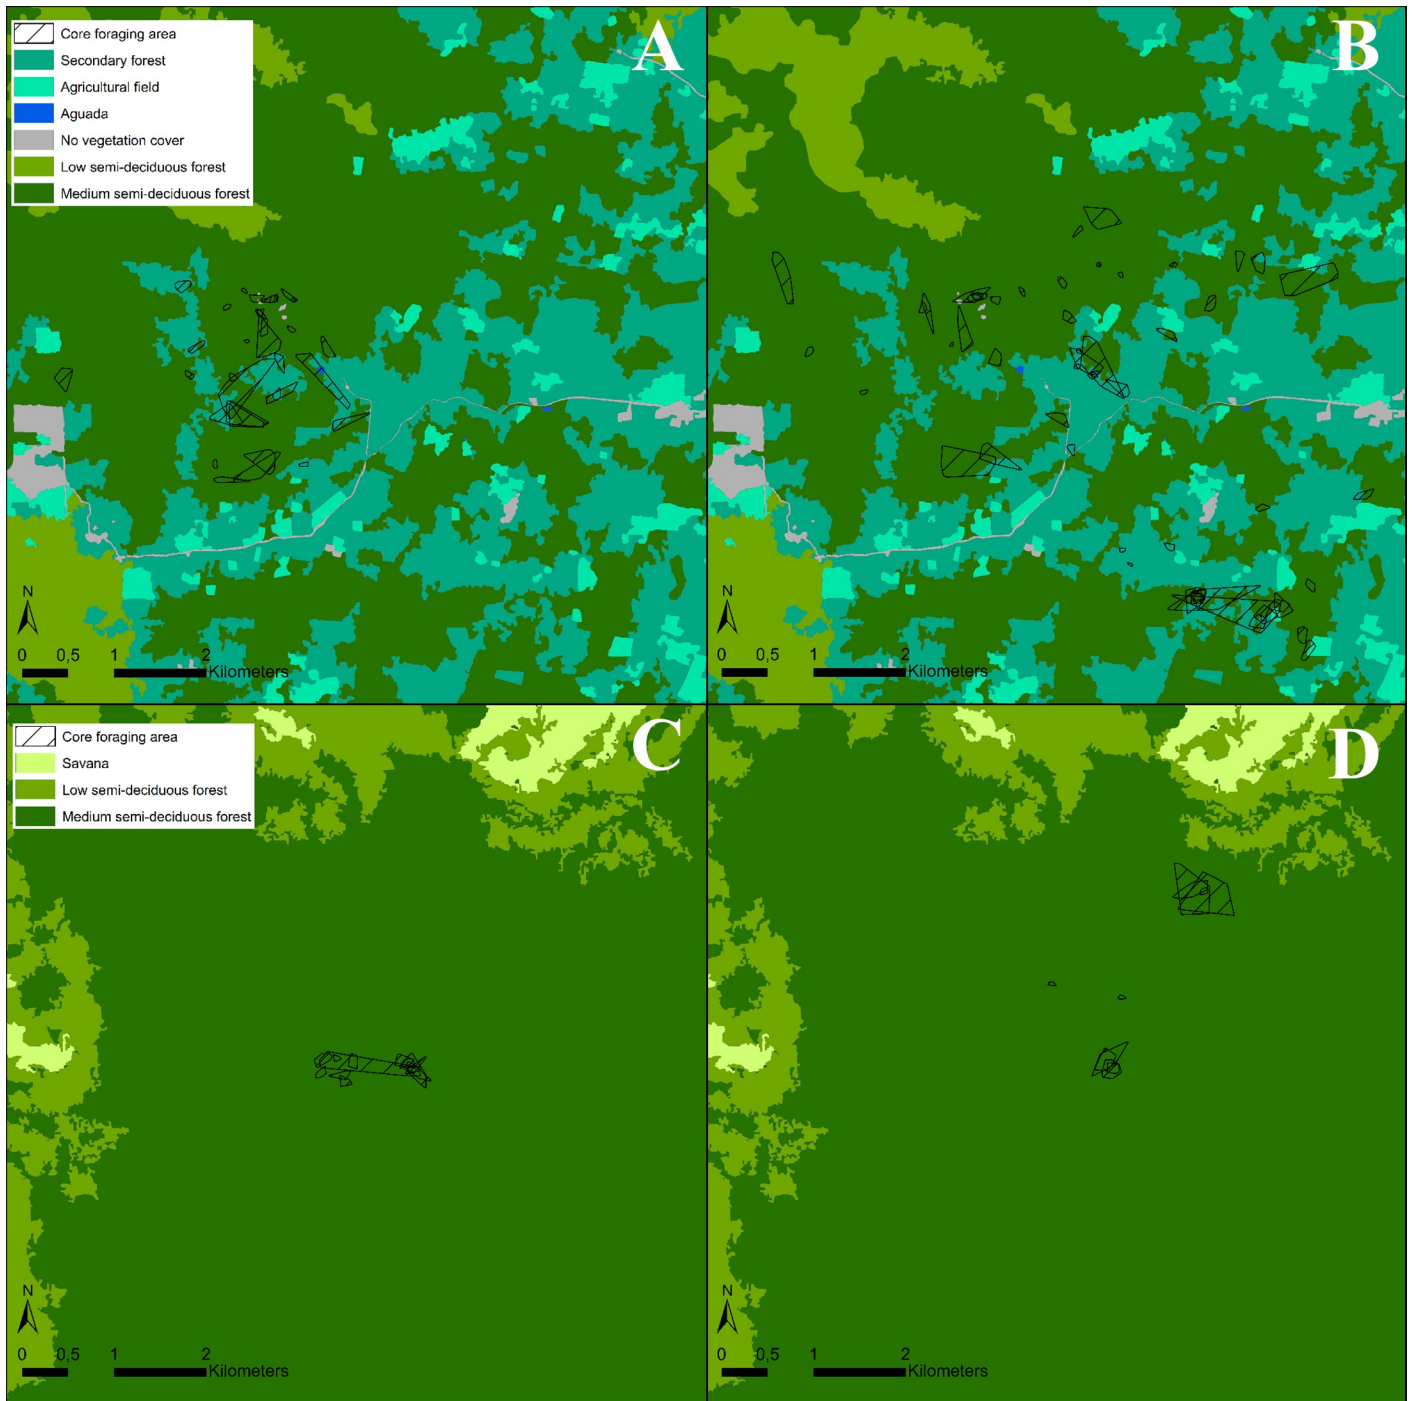 Core foraging area
Secondary forest
Agricultural field
Aguada
No vegetation cover
Low semi-deciduous forest
Medium semi-deciduous forest
A
N
0 0,5 1 2
Kilometers
B
N
0 0,5 1 2
Kilometers
Core foraging area
Savana
Low semi-deciduous forest
Medium semi-deciduous forest
C
N
0 0,5 1 2
Kilometers
D
N
0 0,5 1 2
Kilometers